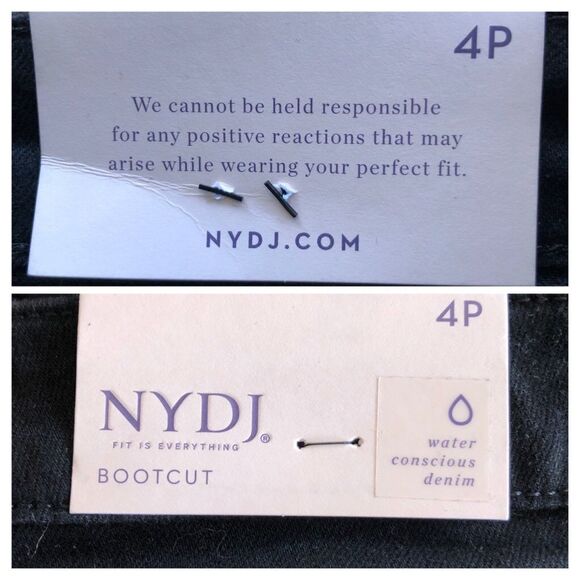 4P
We cannot be held responsible
for any positive reactions that may
arise while wearing your perfect fit.
NYDJ.COM
4P
NYDJ®
FIT IS EVERYTHING
BOOTCUT
water
conscious
denim